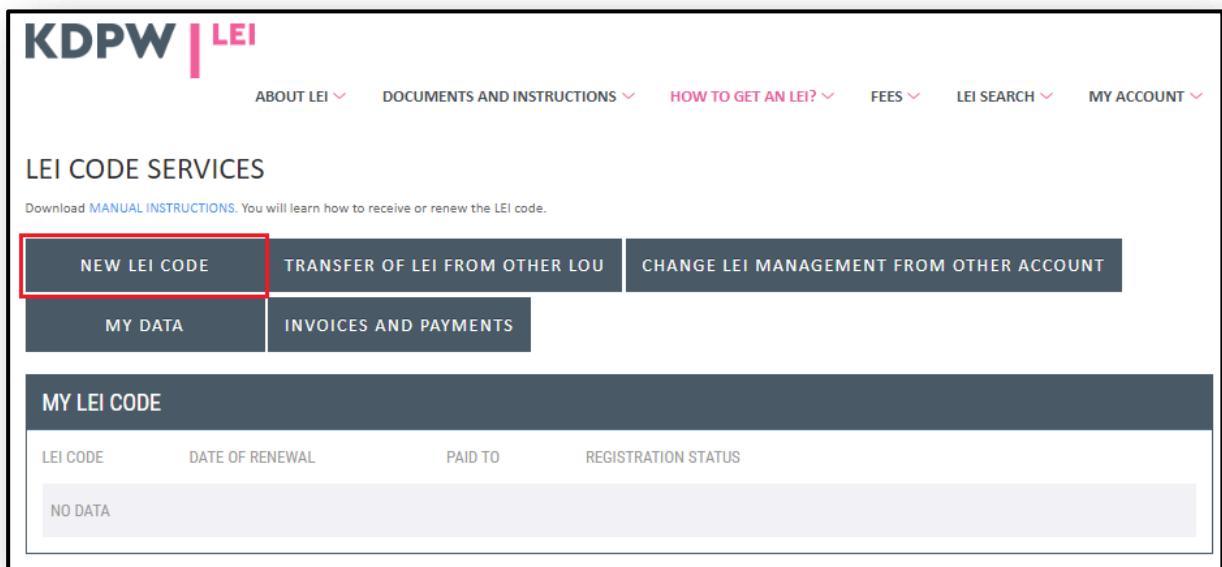 KDPW LEI
ABOUT LEI DOCUMENTS AND INSTRUCTIONS HOW TO GET AN LEI? FEES LEI SEARCH MY ACCOUNT
LEI CODE SERVICES
Download MANUAL INSTRUCTIONS. You will learn how to receive or renew the LEI code.
NEW LEI CODE TRANSFER OF LEI FROM OTHER LOU CHANGE LEI MANAGEMENT FROM OTHER ACCOUNT
MY DATA INVOICES AND PAYMENTS
MY LEI CODE
LEI CODE DATE OF RENEWAL PAID TO REGISTRATION STATUS
NO DATA